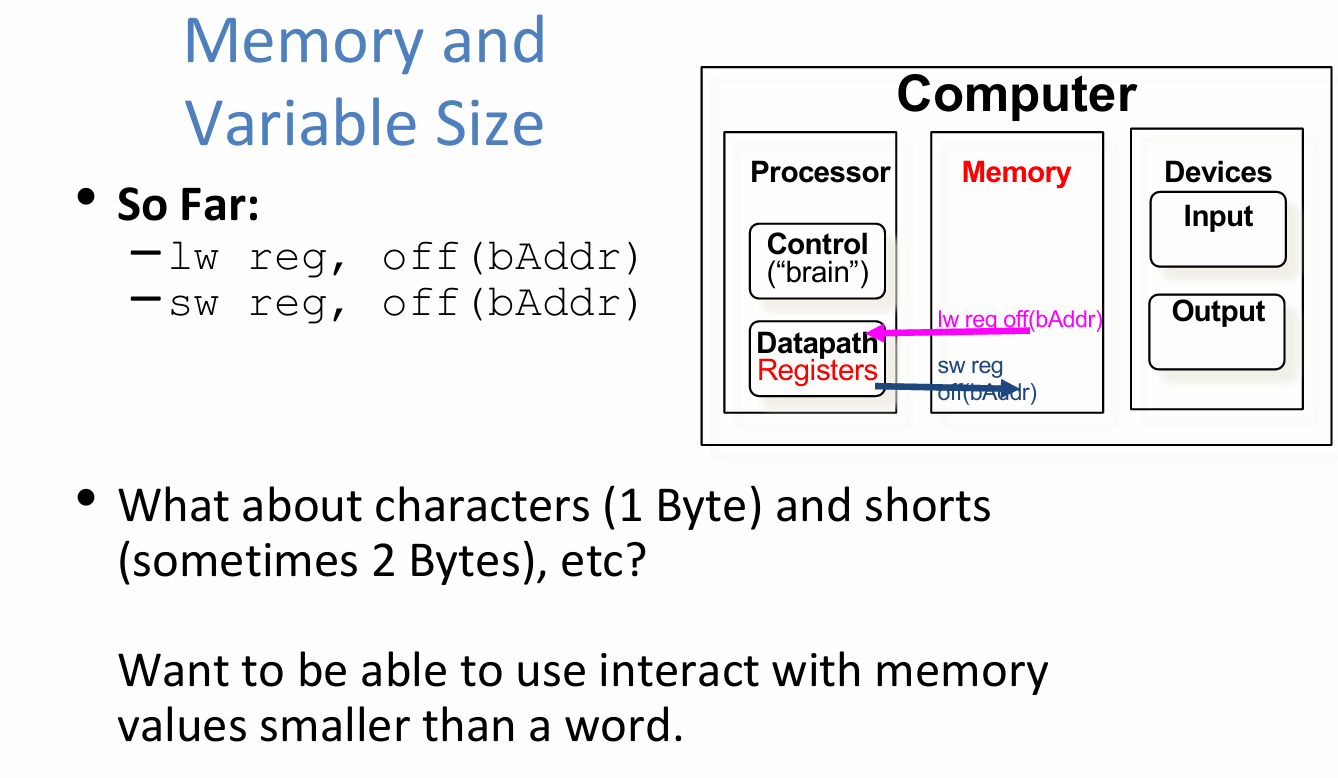 Memory and
Variable Size
• So Far:
–lw reg, off(bAddr)
–sw reg, off(bAddr)
Computer
Processor
Control
(“brain”)
Datapath
Registers
Memory
lw reg off(bAddr)
sw reg
off(bAddr)
Devices
Input
Output
• What about characters (1 Byte) and shorts
(sometimes 2 Bytes), etc?
Want to be able to use interact with memory
values smaller than a word.